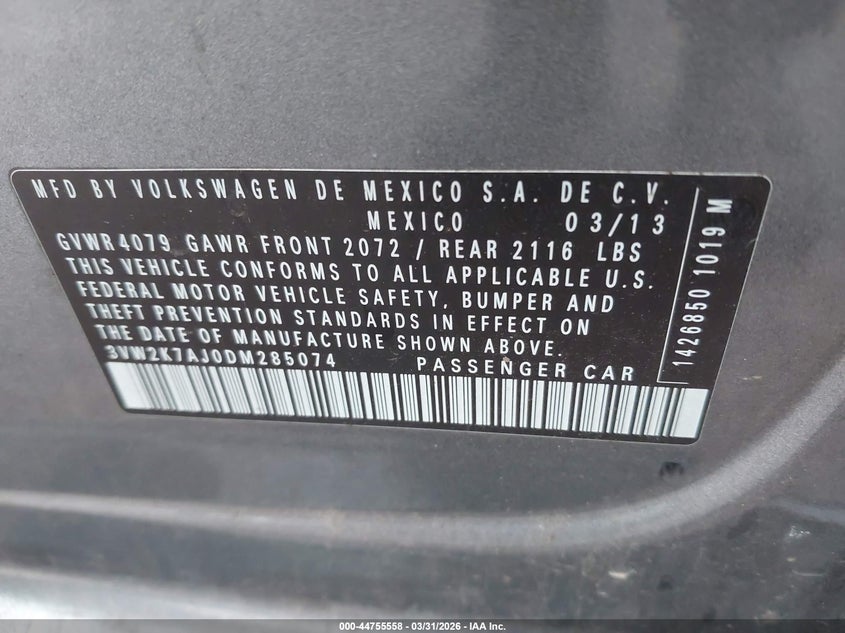 MFD BY VOLKSWAGEN DE MEXICO S.A. DE C.V.
MEXICO 03/13
GVWR4079 GAWR FRONT 2072 / REAR 2116 LBS
THIS VEHICLE CONFORMS TO ALL APPLICABLE U.S.
FEDERAL MOTOR VEHICLE SAFETY, BUMPER AND
THEFT PREVENTION STANDARDS IN EFFECT ON
THE DATE OF MANUFACTURE SHOWN ABOVE.
3VW2K7AJ0DM285074 PASSENGER CAR
1426850 1019 M
000-44755558 - 03/31/2026 - IAA Inc.